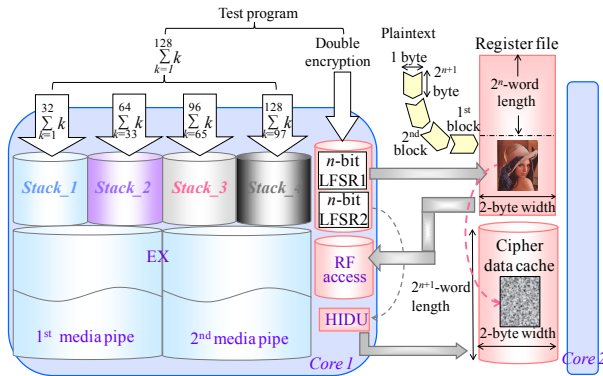 Test program
128
∑ k
k=1
Double
encryption
Plaintext
1 byte
2ⁿ⁺¹
byte
1ˢᵗ
block
2ⁿᵈ
block
Register file
2ⁿ-word
length
2-byte width
32
∑ k
k=1
64
∑ k
k=33
96
∑ k
k=65
128
∑ k
k=97
Stack_1
Stack_2
Stack_3
Stack_4
n-bit
LFSR1
n-bit
LFSR2
EX
RF
access
HIDU
1ˢᵗ media pipe
2ⁿᵈ media pipe
Core 1
2ⁿ⁺¹-word
length
Cipher
data cache
2-byte width
Core 2